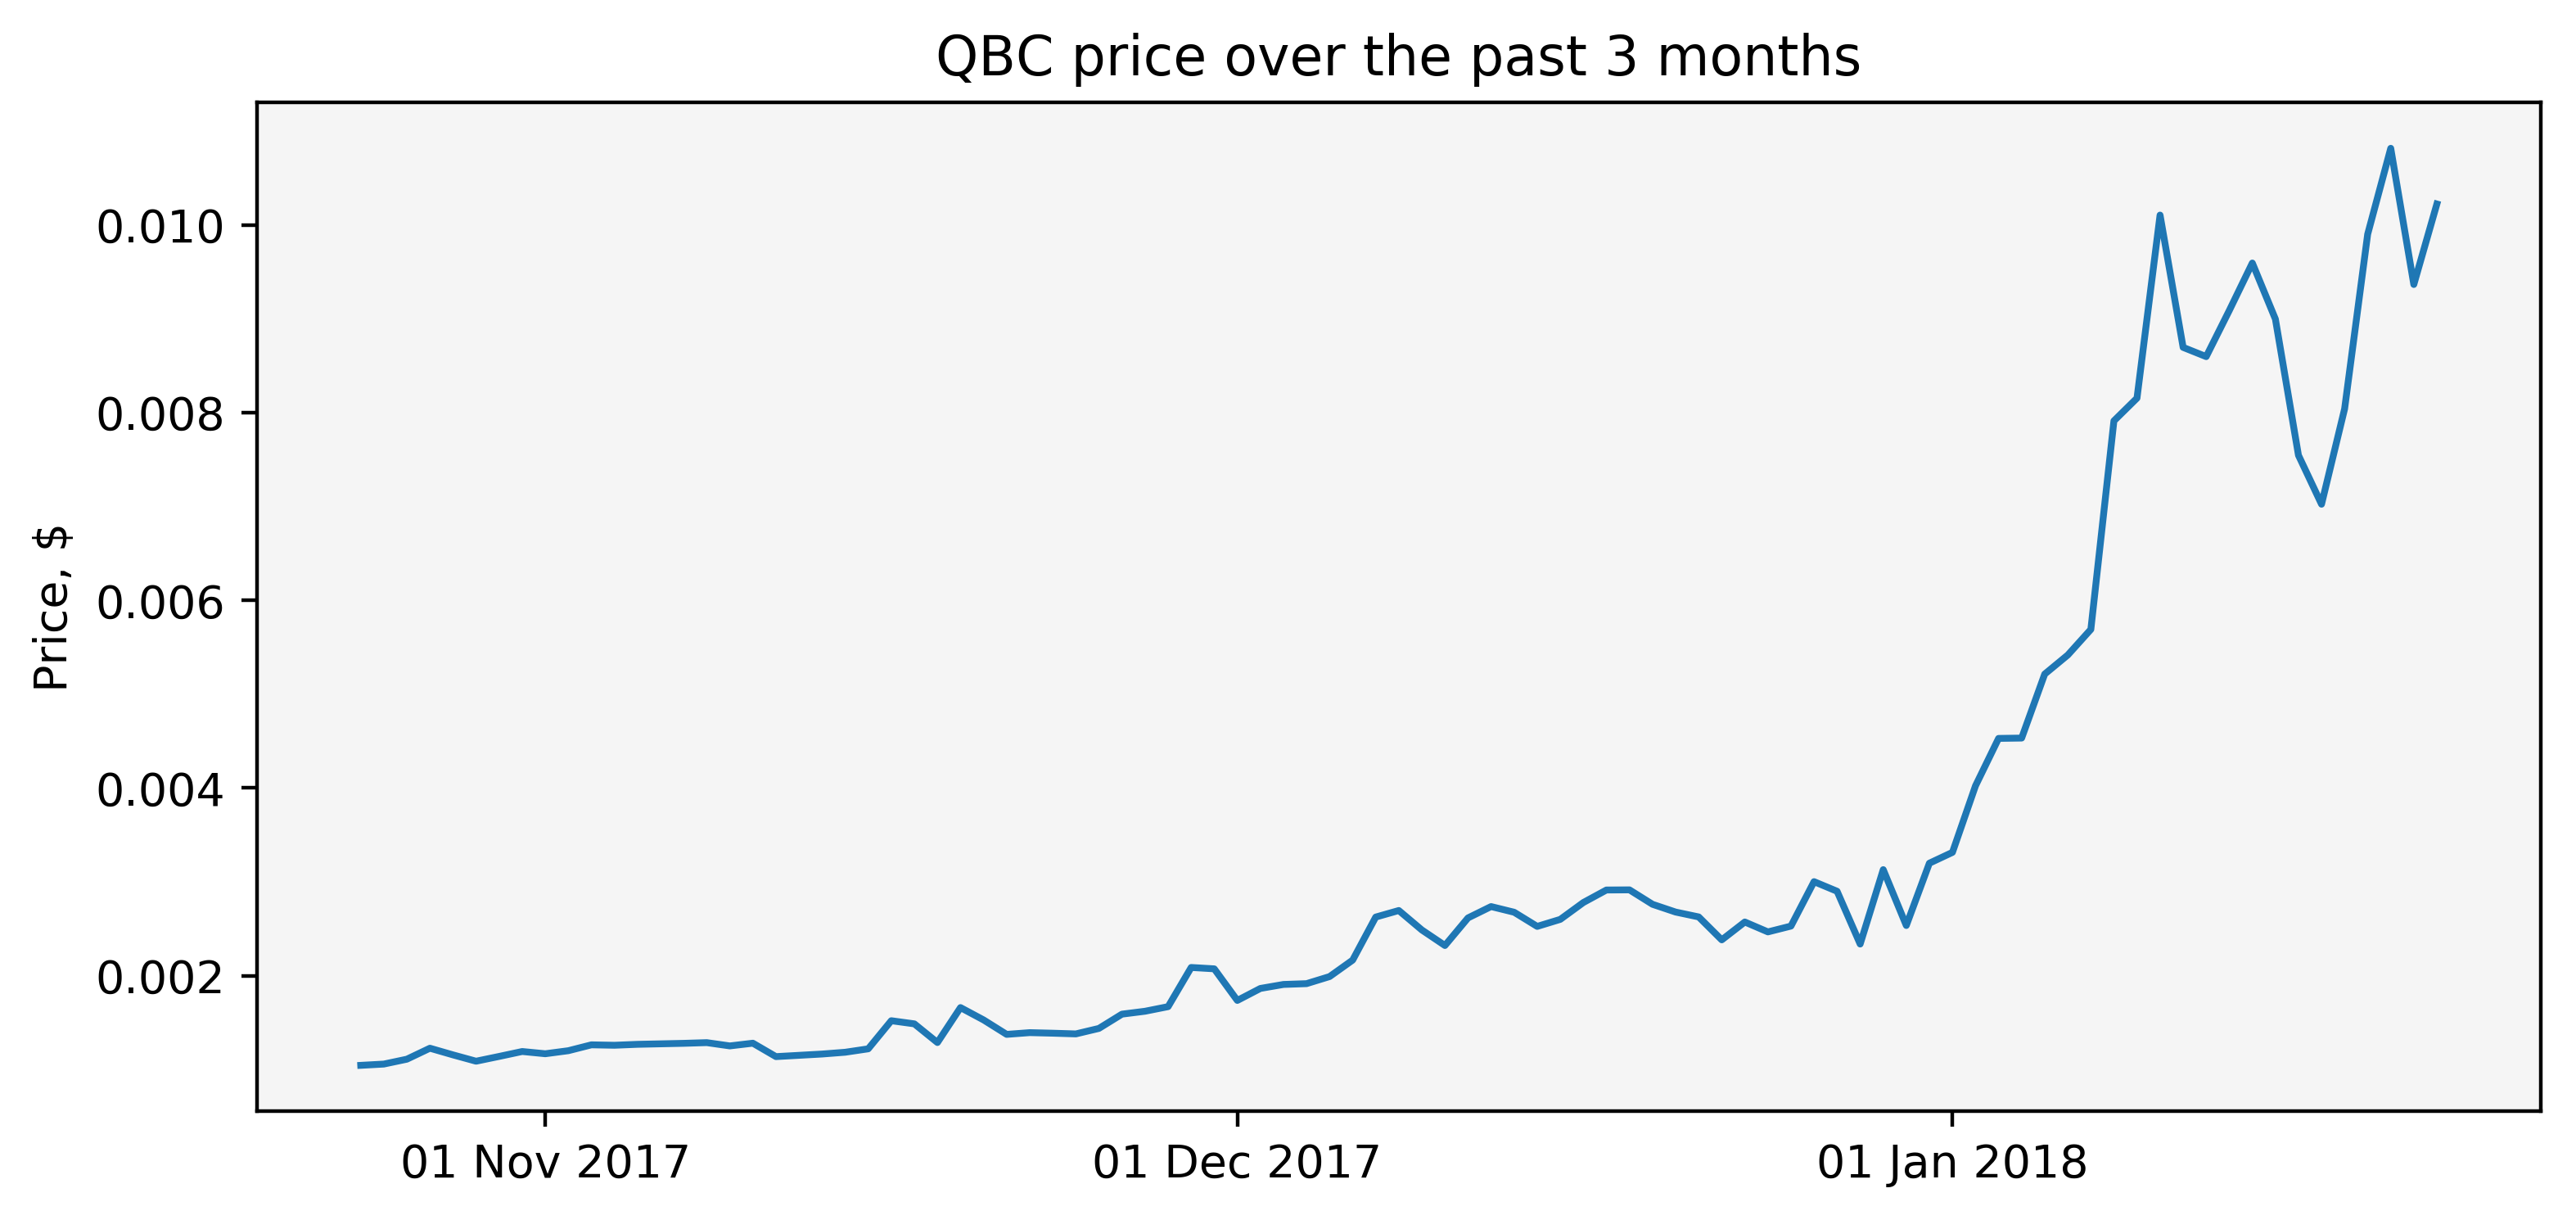 QBC price over the past 3 months
Price, $
0.010
0.008
0.006
0.004
0.002
01 Nov 2017
01 Dec 2017
01 Jan 2018